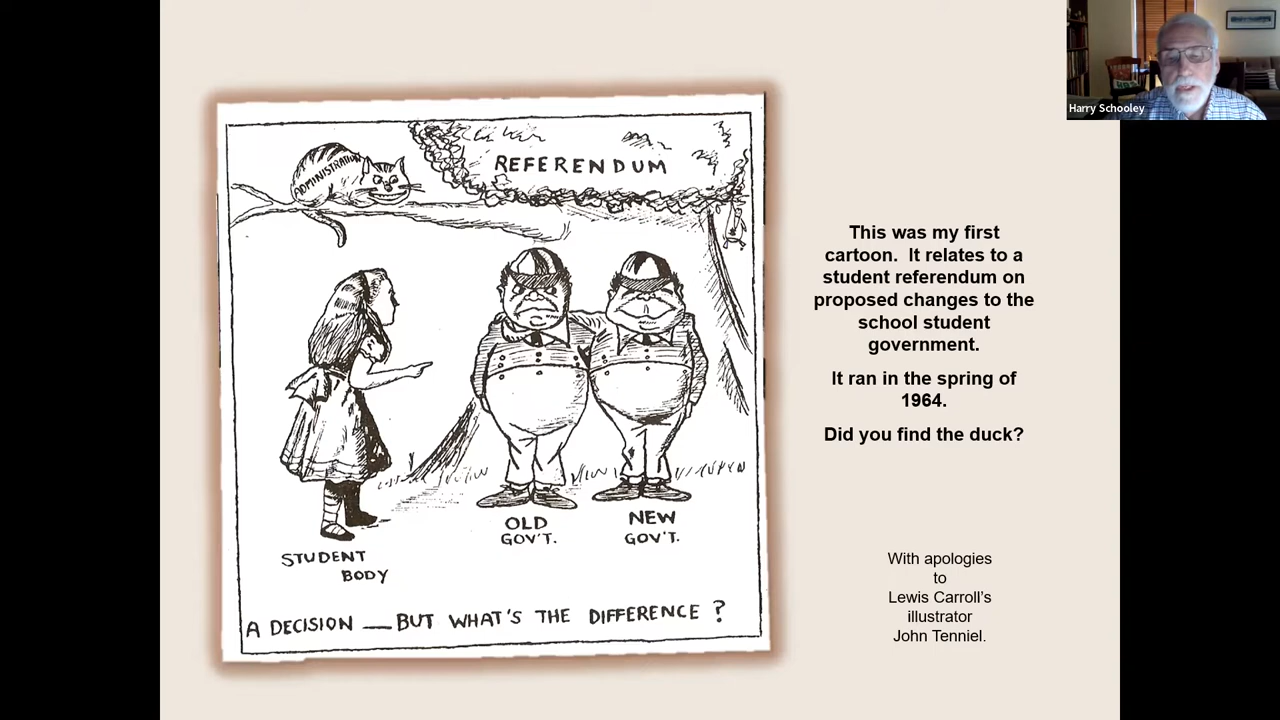 Harry Schooley
ADMINISTRATION
REFERENDUM
OLD
GOV'T.
NEW
GOV'T.
STUDENT
BODY
A DECISION — BUT WHAT'S THE DIFFERENCE ?
This was my first
cartoon. It relates to a
student referendum on
proposed changes to the
school student
government.
It ran in the spring of
1964.
Did you find the duck?
With apologies
to
Lewis Carroll's
illustrator
John Tenniel.